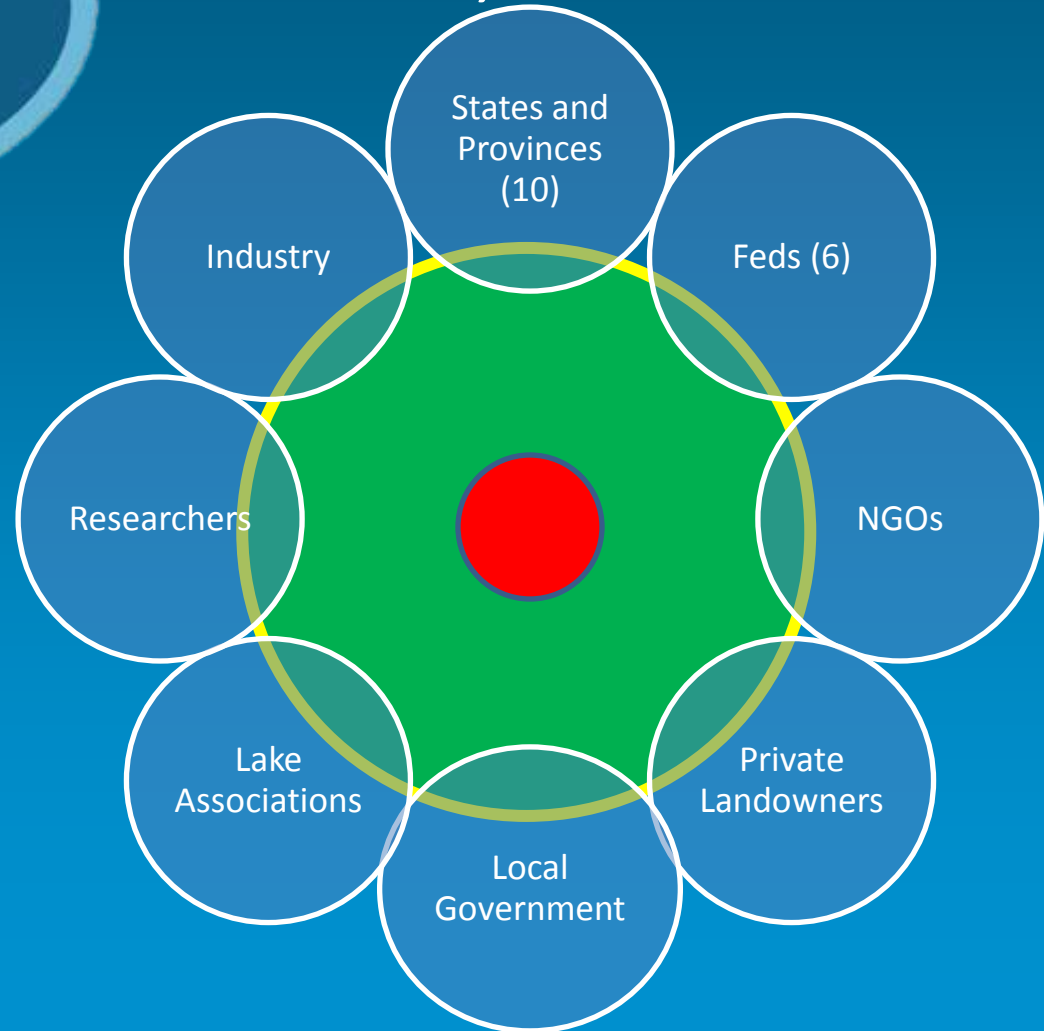 States and
Provinces
(10)
Industry
Feds (6)
Researchers
NGOs
Lake
Associations
Private
Landowners
Local
Government